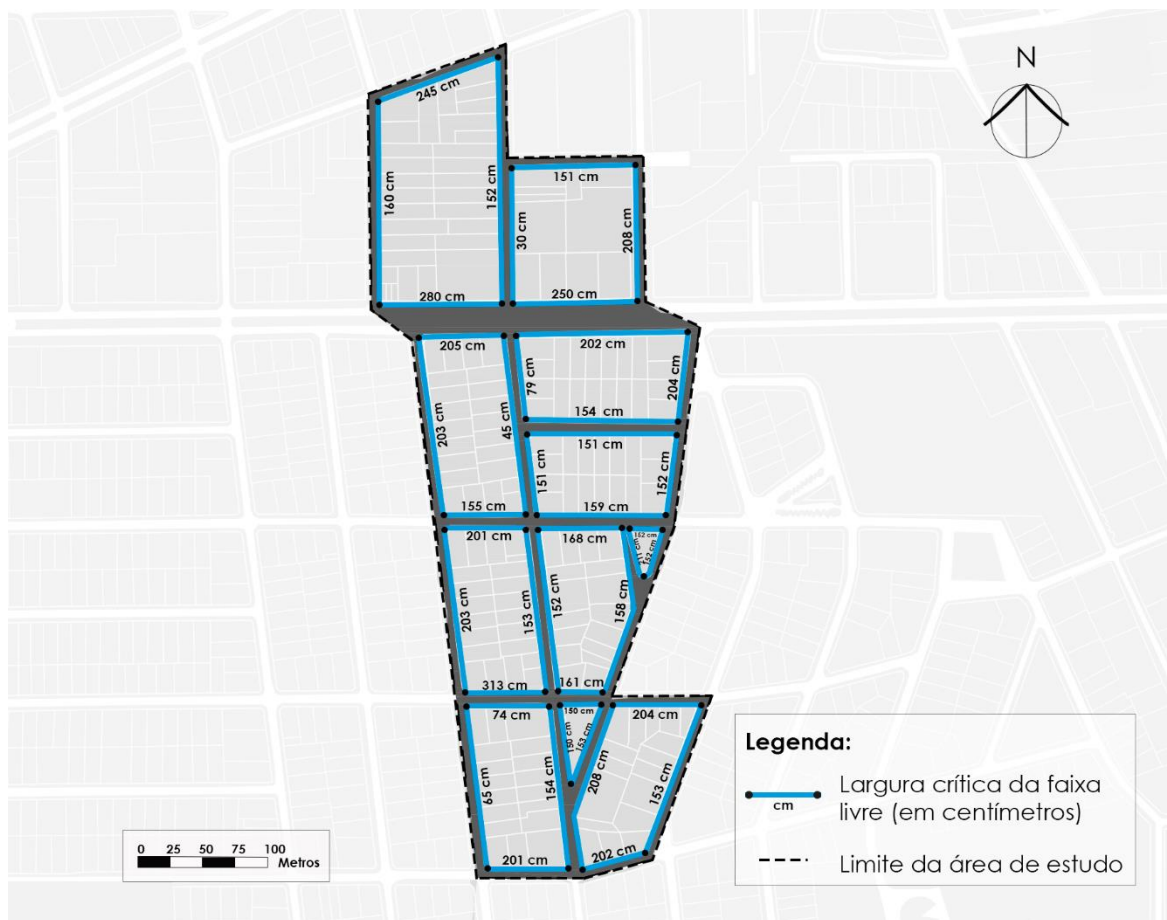 N
245 cm
160 cm
152 cm
151 cm
30 cm
208 cm
280 cm
250 cm
205 cm
202 cm
203 cm
45 cm
79 cm
204 cm
154 cm
151 cm
151 cm
152 cm
155 cm
159 cm
201 cm
168 cm
152 cm
211 cm
152 cm
203 cm
153 cm
152 cm
158 cm
313 cm
161 cm
74 cm
150 cm
204 cm
65 cm
154 cm
150 cm
153 cm
208 cm
153 cm
201 cm
202 cm
Legenda:
cm
Largura crítica da faixa
livre (em centímetros)
Limite da área de estudo
0 25 50 75 100
Metros